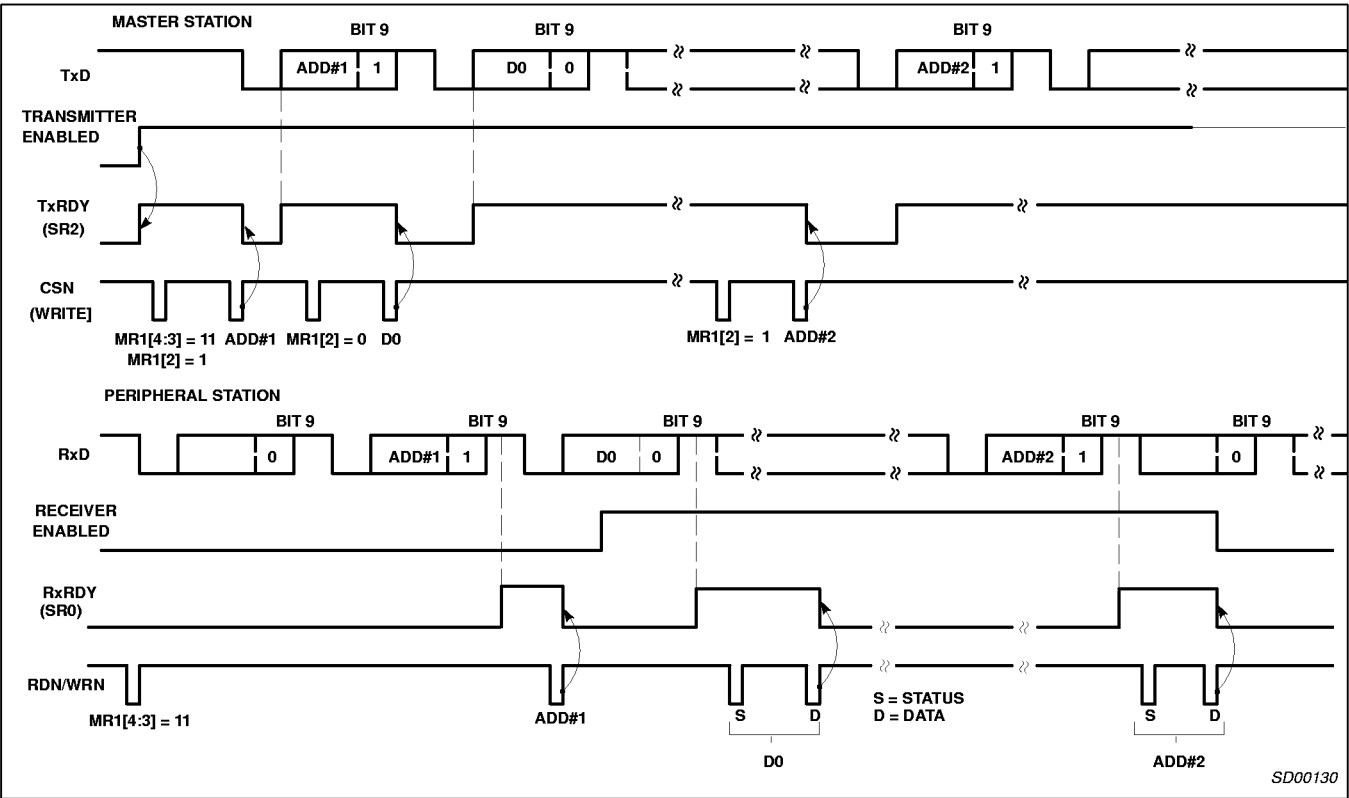 MASTER STATION
BIT 9 BIT 9 BIT 9
TxD ADD#1 1 D0 0 ADD#2 1
TRANSMITTER
ENABLED
TxRDY
(SR2)
CSN
(WRITE]
MR1[4:3] = 11 ADD#1 MR1[2] = 0 D0 MR1[2] = 1 ADD#2
MR1[2] = 1
PERIPHERAL STATION
BIT 9 BIT 9 BIT 9 BIT 9 BIT 9
RxD 0 ADD#1 1 D0 0 ADD#2 1 0
RECEIVER
ENABLED
RxRDY
(SR0)
RDN/WRN
MR1[4:3] = 11 ADD#1 S D S D
S = STATUS
D = DATA
D0 ADD#2
SD00130